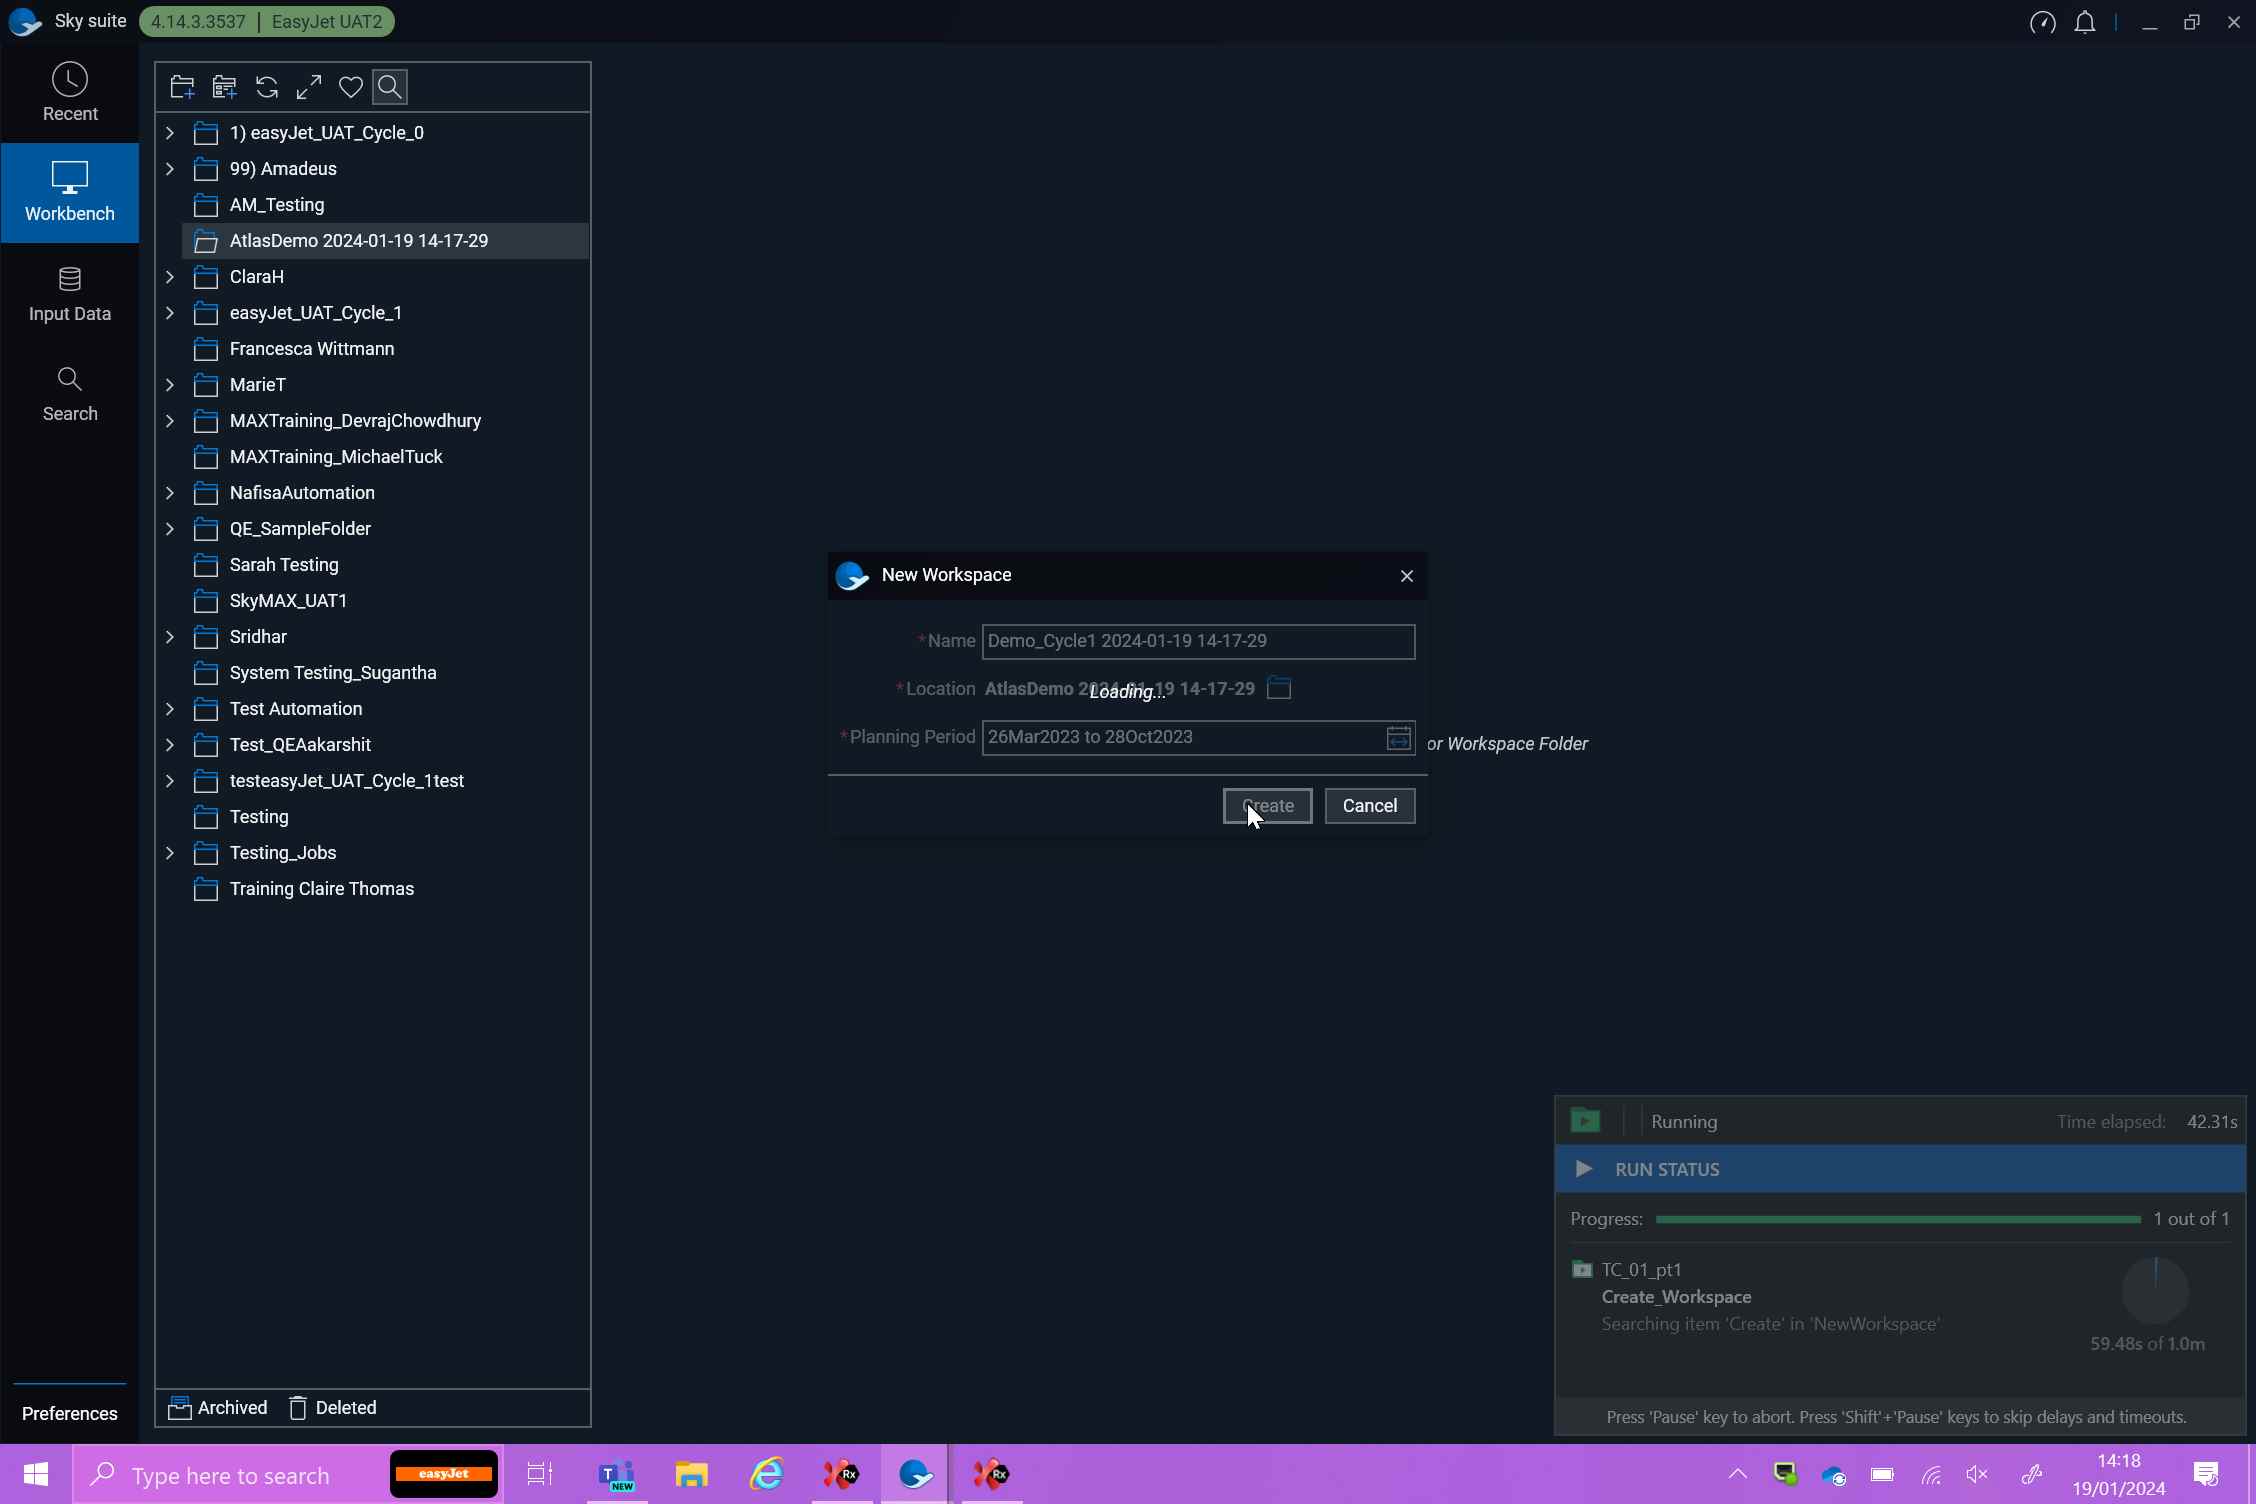 Sky suite 4.14.3.3537 | EasyJet UAT2
Recent
Workbench
Input Data
Search
Preferences
1) easyJet_UAT_Cycle_0
99) Amadeus
AM_Testing
AtlasDemo 2024-01-19 14-17-29
ClaraH
easyJet_UAT_Cycle_1
Francesca Wittmann
MarieT
MAXTraining_DevrajChowdhury
MAXTraining_MichaelTuck
NafisaAutomation
QE_SampleFolder
Sarah Testing
SkyMAX_UAT1
Sridhar
System Testing_Sugantha
Test Automation
Test_QEAakarshit
testeasyJet_UAT_Cycle_1test
Testing
Testing_Jobs
Training Claire Thomas
Archived Deleted
New Workspace
*Name Demo_Cycle1 2024-01-19 14-17-29
*Location AtlasDemo 2024-01-19 14-17-29
Loading...
*Planning Period 26Mar2023 to 28Oct2023
or Workspace Folder
Create Cancel
Running Time elapsed: 42.31s
RUN STATUS
Progress: 1 out of 1
TC_01_pt1
Create_Workspace
Searching item 'Create' in 'NewWorkspace'
59.48s of 1.0m
Press 'Pause' key to abort. Press 'Shift'+'Pause' keys to skip delays and timeouts.
Type here to search
easyJet
T
NEW
Rx
Rx
14:18
19/01/2024